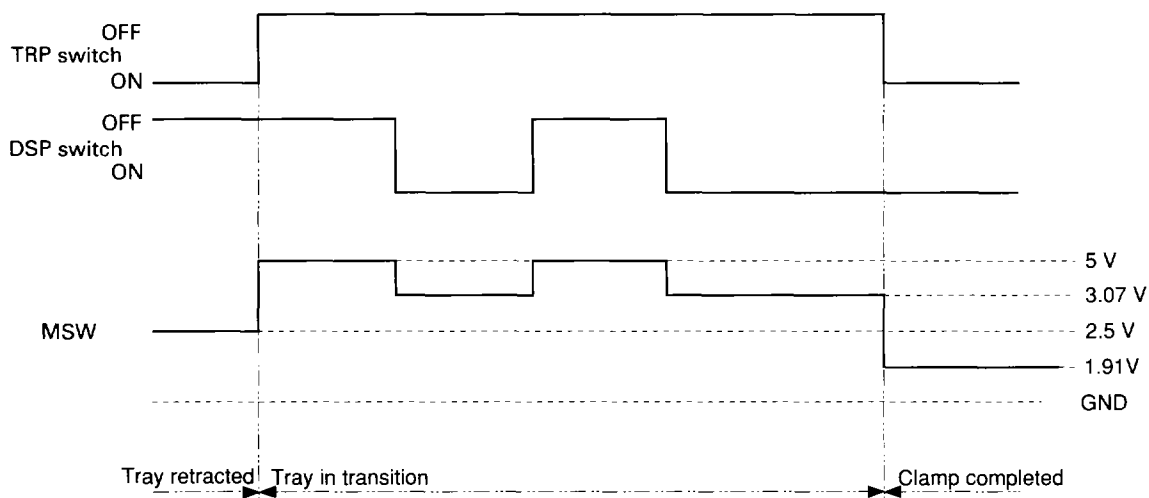 OFF
TRP switch
ON
OFF
DSP switch
ON
MSW
5 V
3.07 V
2.5 V
1.91V
GND
Tray retracted
Tray in transition
Clamp completed